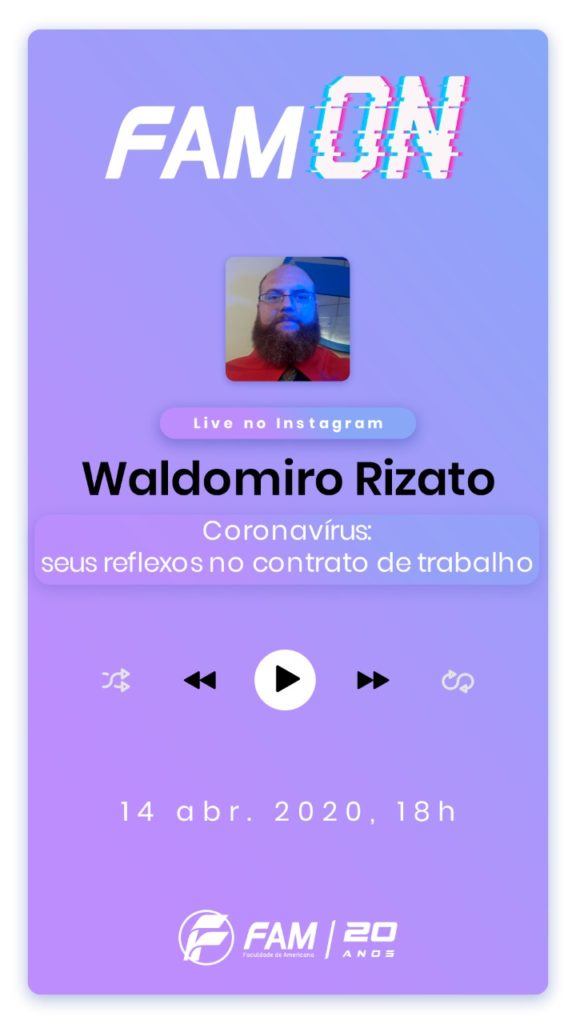 FAMON
Live no Instagram
Waldomiro Rizato
Coronavírus:
seus reflexos no contrato de trabalho
14 abr. 2020, 18h
FAM | 20
Faculdade de Americana ANOS